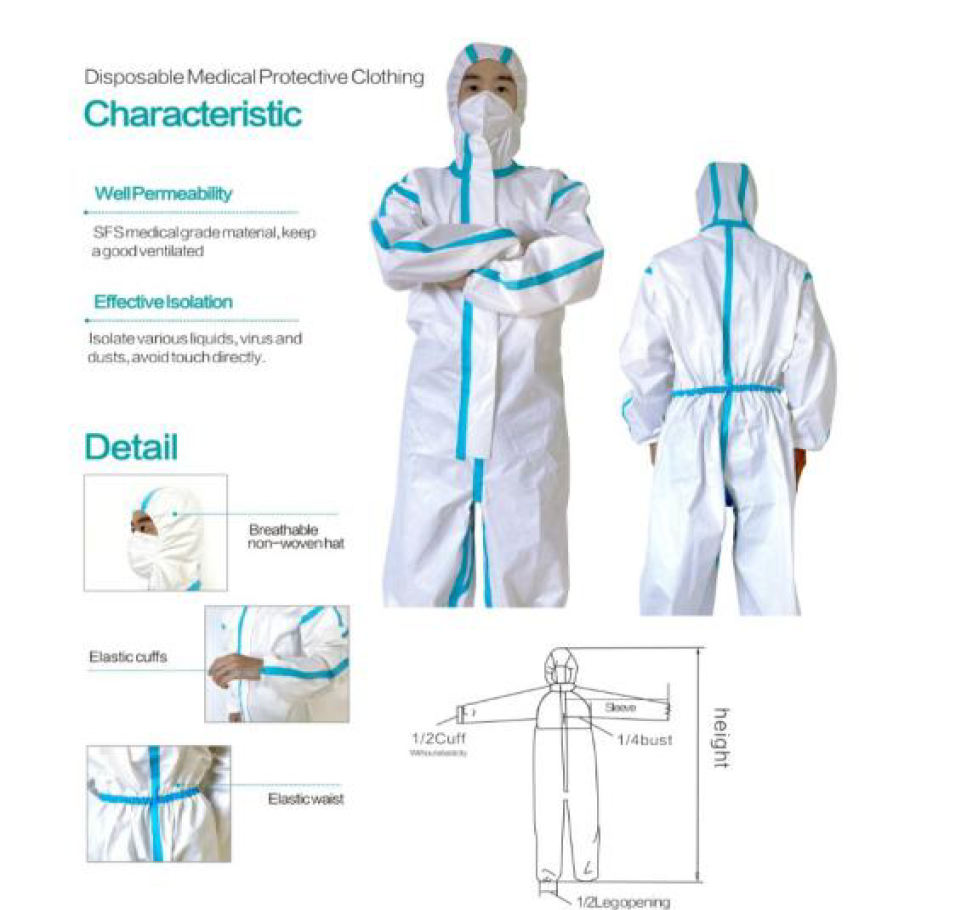 Disposable Medical Protective Clothing
Characteristic
Well Permeability
SFS medical grade material, keep
a good ventilated
Effective Isolation
Isolate various liquids, virus and
dusts, avoid touch directly.
Detail
Breathable
non-woven hat
Elastic cuffs
Elastic waist
Sleeve
1/2Cuff
Without elasticity
1/4bust
height
1/2Legopening